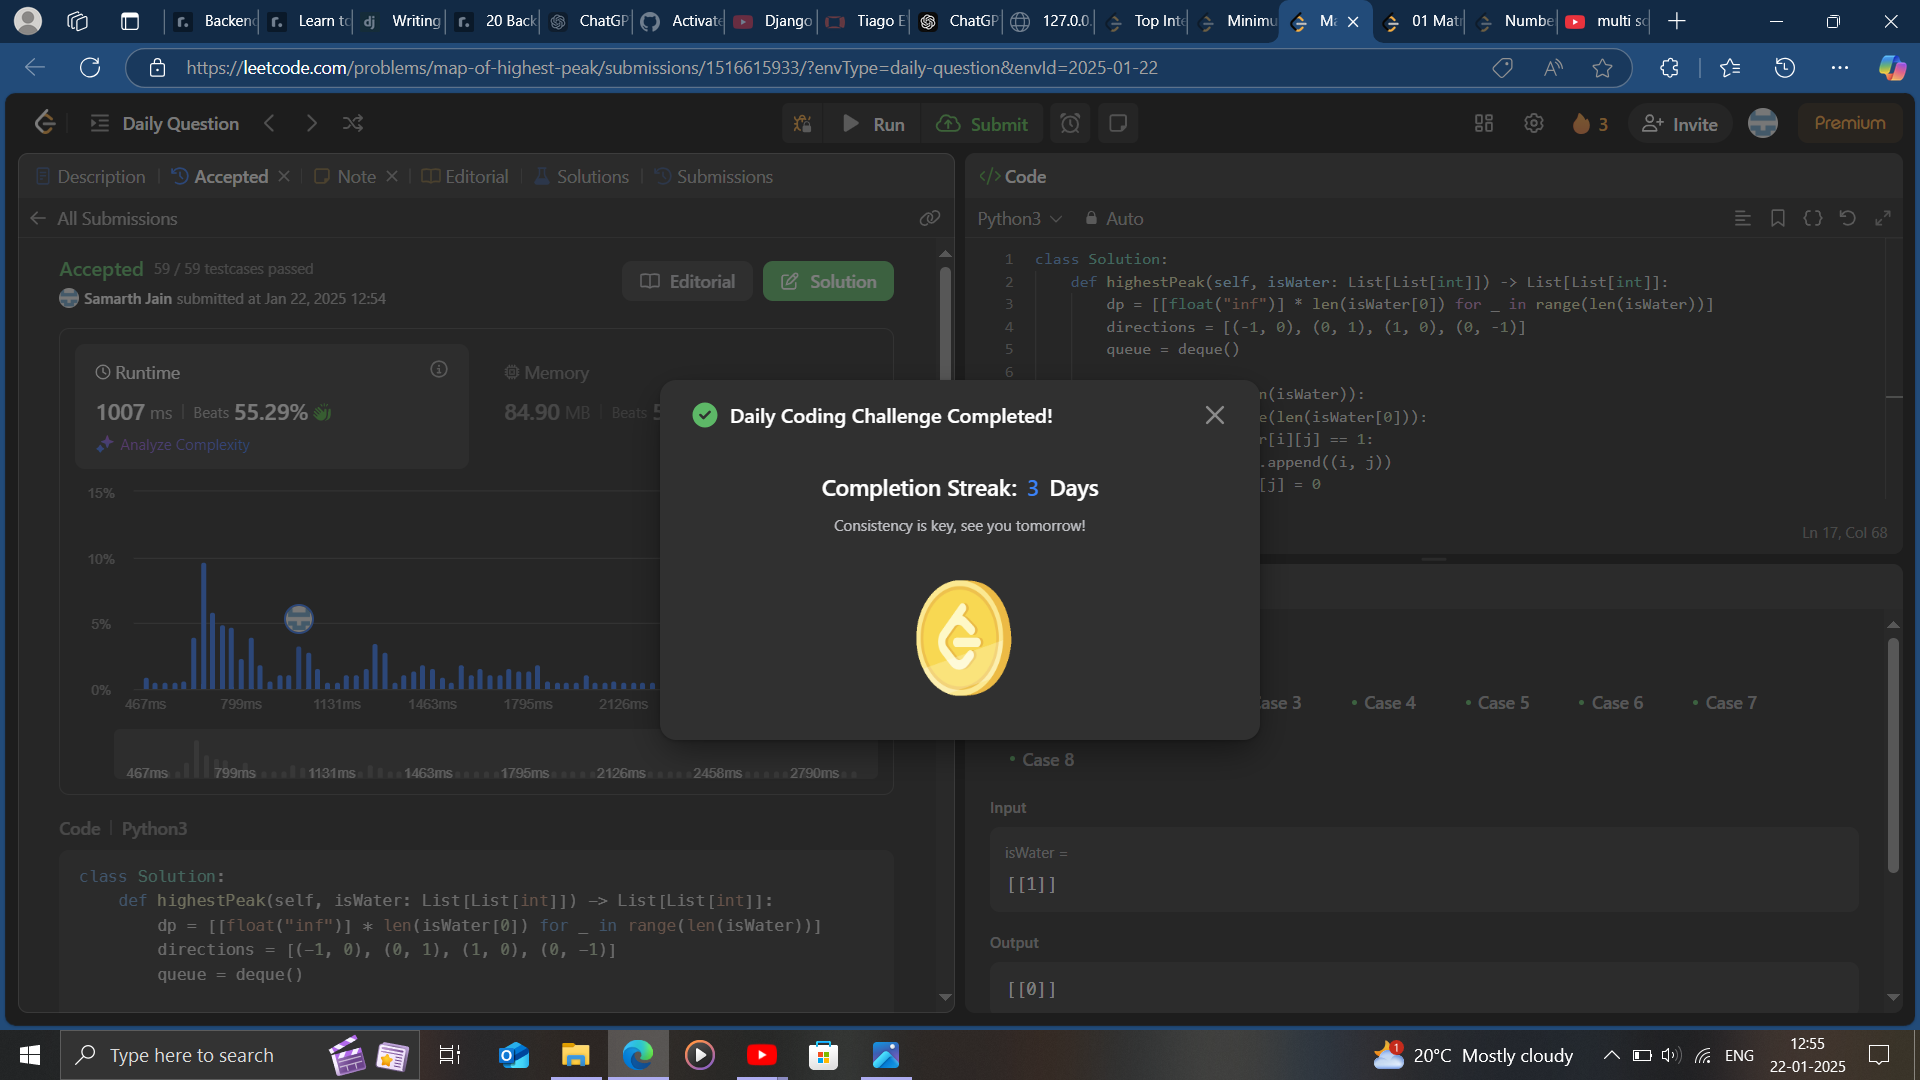 Backend
Learn to
Writing
20 Back
ChatGP
Activate
Django
Tiago E
ChatGP
127.0.0.
Top Inte
Minimu
Ma
01 Matr
Numbe
multi so
https://leetcode.com/problems/map-of-highest-peak/submissions/1516615933/?envType=daily-question&envId=2025-01-22
Daily Question
Run
Submit
3
Invite
Premium
Description
Accepted
Note
Editorial
Solutions
Submissions
All Submissions
Accepted 59 / 59 testcases passed
Samarth Jain submitted at Jan 22, 2025 12:54
Editorial
Solution
Runtime
1007 ms | Beats 55.29%
Analyze Complexity
Memory
84.90 MB | Beats 5
15%
10%
5%
0%
467ms 799ms 1131ms 1463ms 1795ms 2126ms
467ms 799ms 1131ms 1463ms 1795ms 2126ms 2458ms 2790ms
Code | Python3
class Solution:
def highestPeak(self, isWater: List[List[int]]) -> List[List[int]]:
dp = [[float("inf")] * len(isWater[0]) for _ in range(len(isWater))]
directions = [(-1, 0), (0, 1), (1, 0), (0, -1)]
queue = deque()
</> Code
Python3
Auto
1 class Solution:
2 def highestPeak(self, isWater: List[List[int]]) -> List[List[int]]:
3 dp = [[float("inf")] * len(isWater[0]) for _ in range(len(isWater))]
4 directions = [(-1, 0), (0, 1), (1, 0), (0, -1)]
5 queue = deque()
6
n(isWater)):
e(len(isWater[0])):
r[i][j] == 1:
.append((i, j))
[j] = 0
Ln 17, Col 68
Daily Coding Challenge Completed!
Completion Streak: 3 Days
Consistency is key, see you tomorrow!
ase 3
Case 4
Case 5
Case 6
Case 7
Case 8
Input
isWater =
[[1]]
Output
[[0]]
Type here to search
1
20°C Mostly cloudy
ENG
12:55
22-01-2025